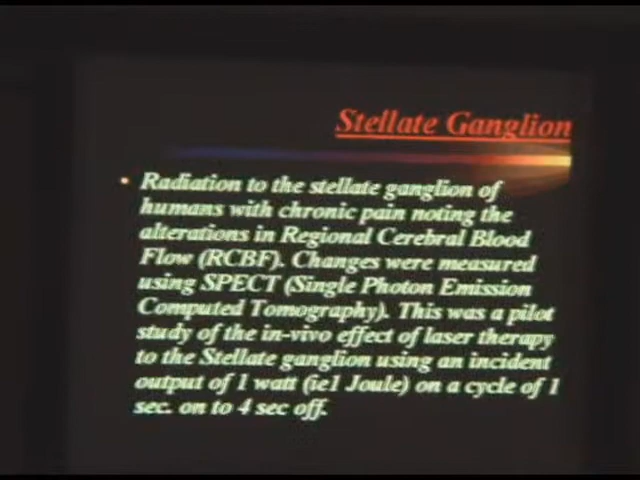 Stellate Ganglion
• Radiation to the stellate ganglion of
humans with chronic pain noting the
alterations in Regional Cerebral Blood
Flow (RCBF). Changes were measured
using SPECT (Single Photon Emission
Computed Tomography). This was a pilot
study of the in-vivo effect of laser therapy
to the Stellate ganglion using an incident
output of 1 watt (ie1 Joule) on a cycle of 1
sec. on to 4 sec off.